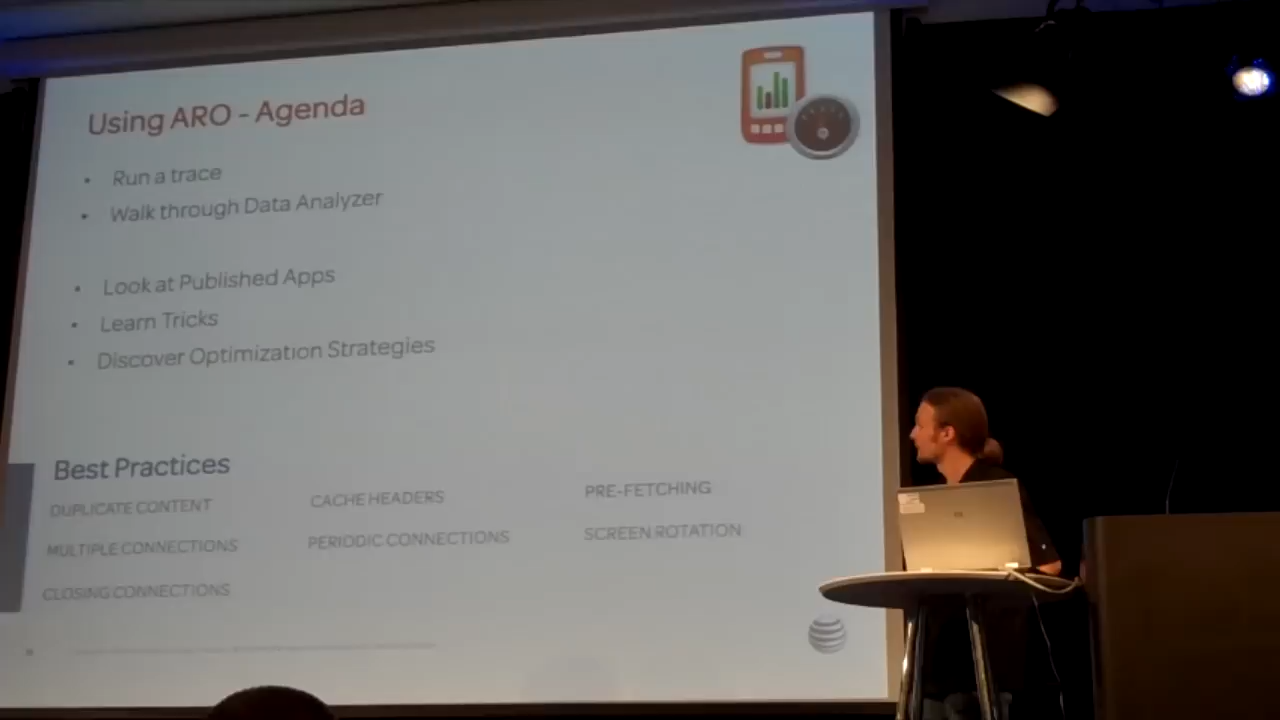 Using ARO - Agenda
• Run a trace
• Walk through Data Analyzer
• Look at Published Apps
• Learn Tricks
• Discover Optimization Strategies
Best Practices
DUPLICATE CONTENT CACHE HEADERS PRE-FETCHING
MULTIPLE CONNECTIONS PERIODIC CONNECTIONS SCREEN ROTATION
CLOSING CONNECTIONS